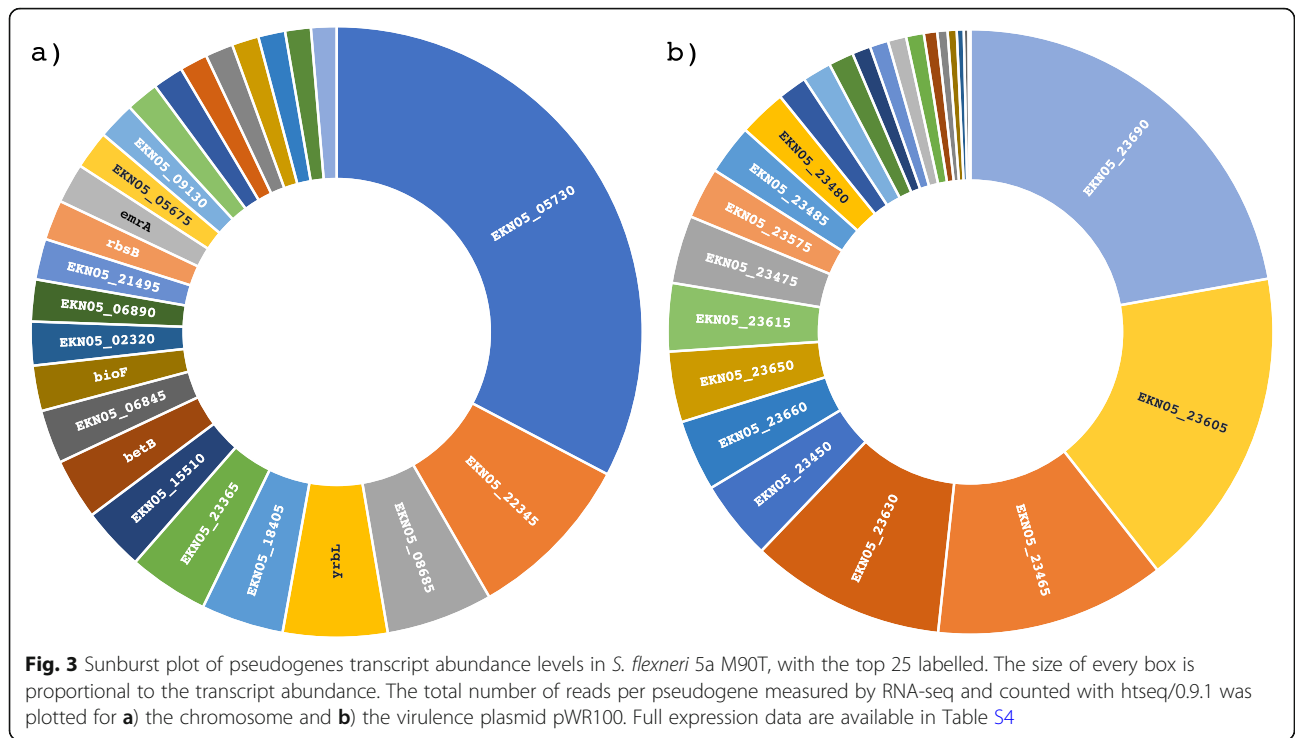 a)
EKN05_05730
EKN05_22345
EKN05_08685
yrbL
EKN05_18405
EKN05_23365
EKN05_15510
betB
EKN05_06845
bioF
EKN05_02320
EKN05_06890
EKN05_21495
rbsB
emrA
EKN05_05675
EKN05_09130
b)
EKN05_23690
EKN05_23605
EKN05_23465
EKN05_23630
EKN05_23450
EKN05_23660
EKN05_23650
EKN05_23615
EKN05_23475
EKN05_23575
EKN05_23485
EKN05_23480
Fig. 3 Sunburst plot of pseudogenes transcript abundance levels in S. flexneri 5a M90T, with the top 25 labelled. The size of every box is
proportional to the transcript abundance. The total number of reads per pseudogene measured by RNA-seq and counted with htseq/0.9.1 was
plotted for a) the chromosome and b) the virulence plasmid pWR100. Full expression data are available in Table S4